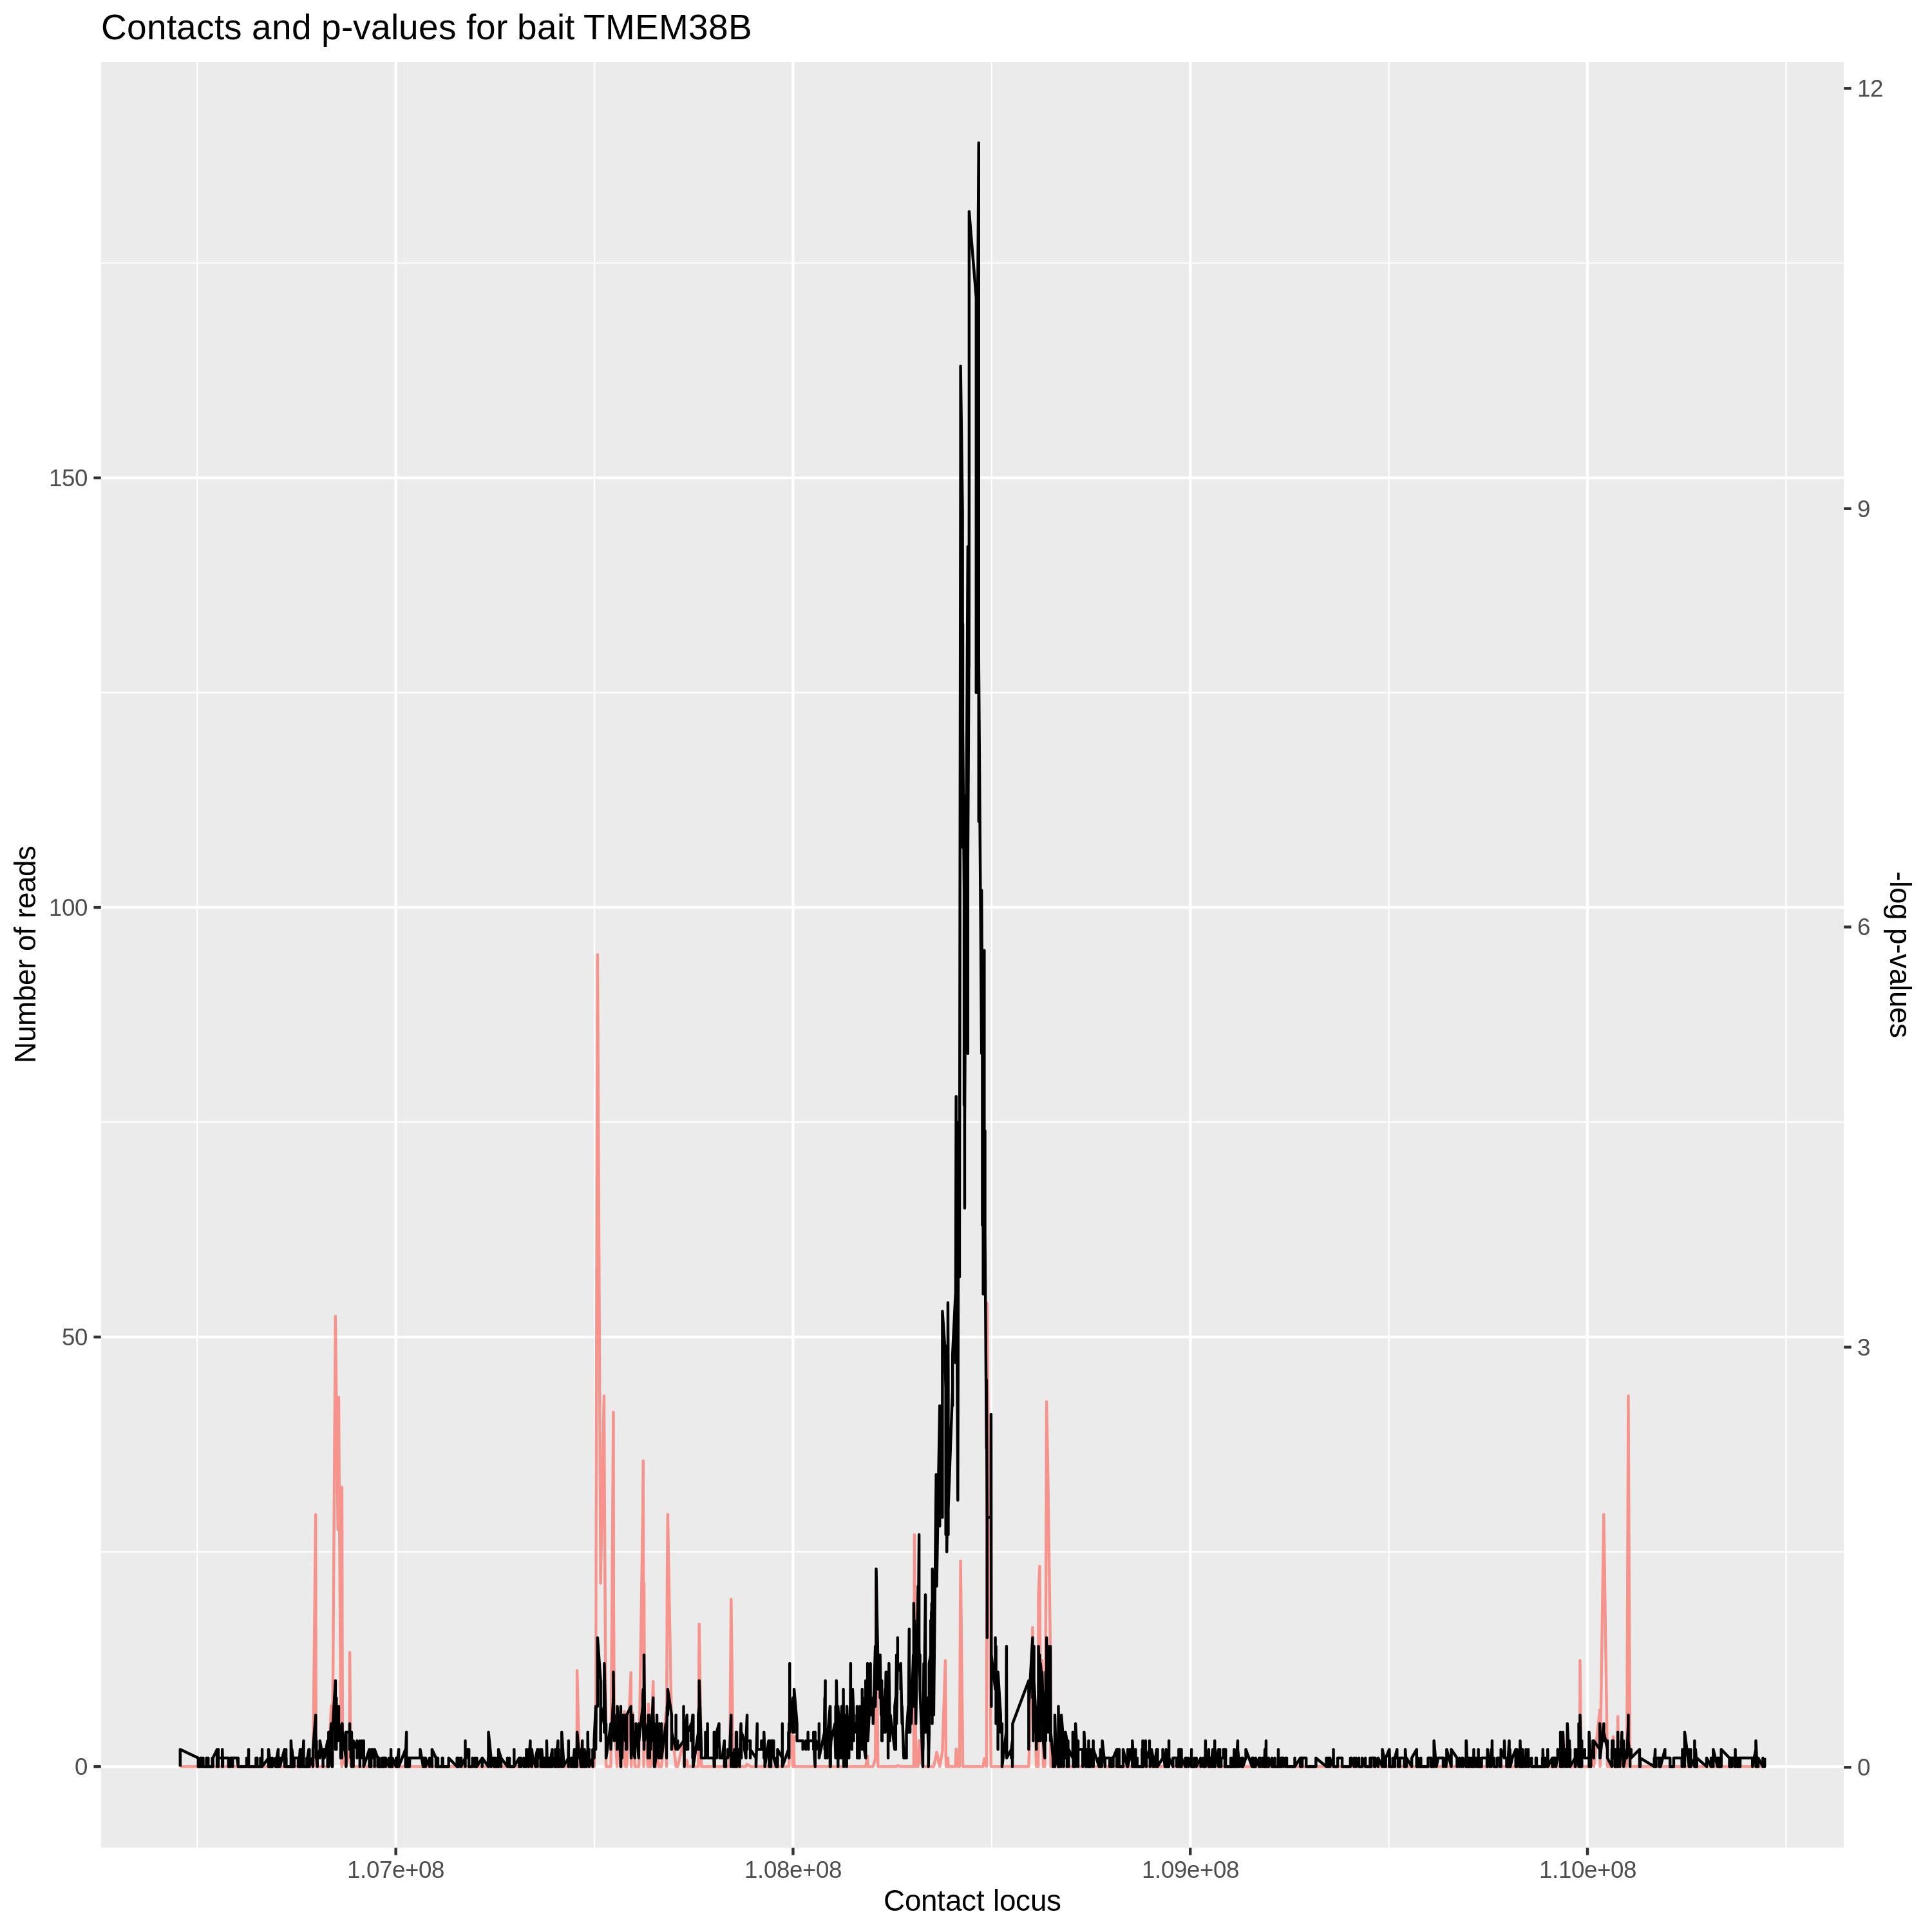 Contacts and p-values for bait TMEM38B
12
9
6
3
0
-log p-values
150
100
50
0
Number of reads
1.07e+08 1.08e+08 1.09e+08 1.10e+08
Contact locus